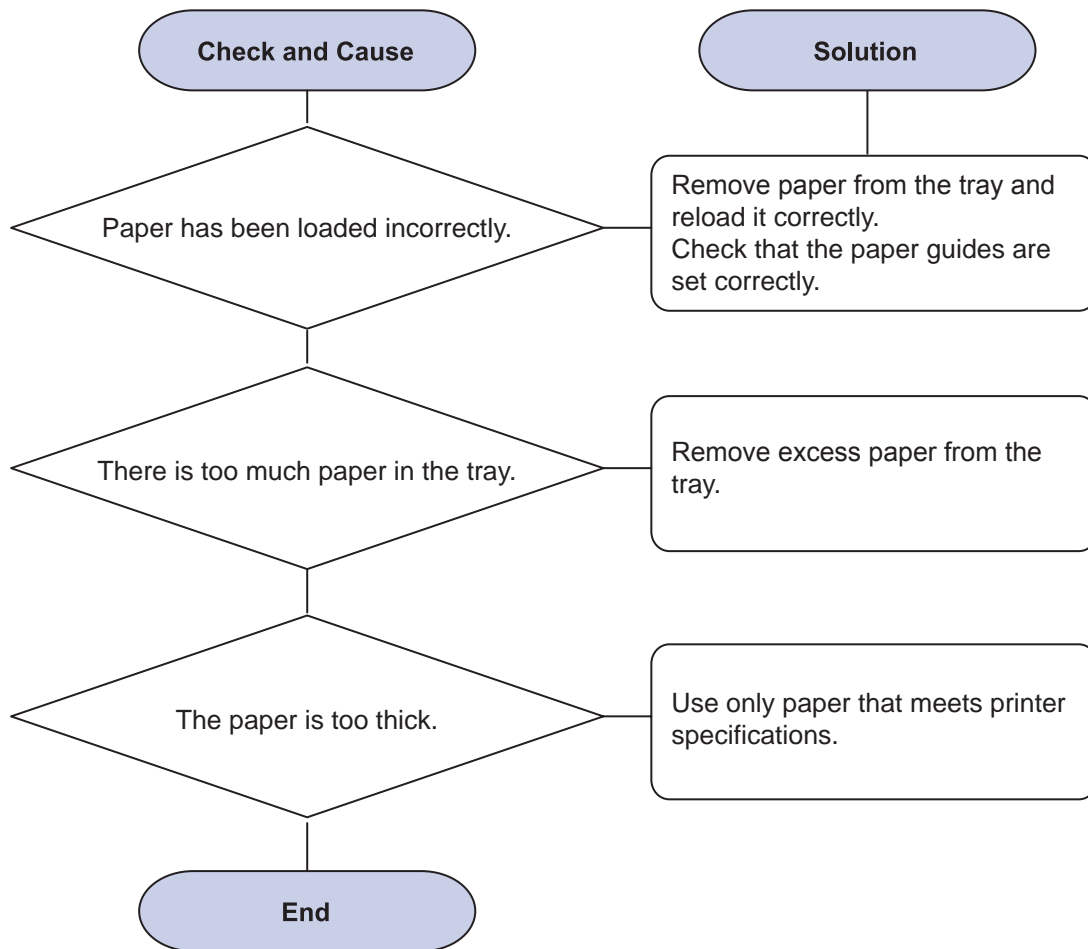 Check and Cause
Solution
Paper has been loaded incorrectly.
Remove paper from the tray and
reload it correctly.
Check that the paper guides are
set correctly.
There is too much paper in the tray.
Remove excess paper from the
tray.
The paper is too thick.
Use only paper that meets printer
specifications.
End